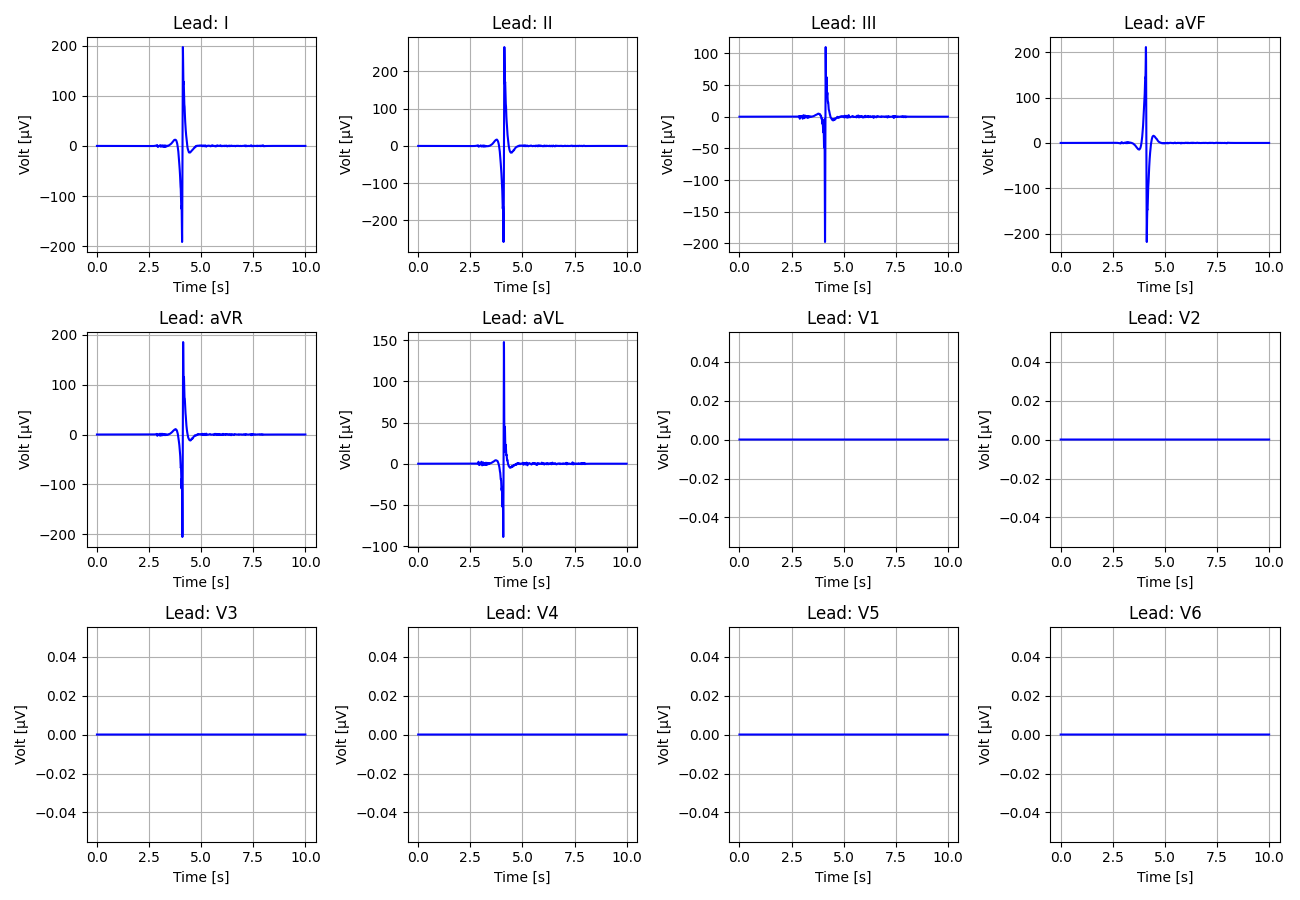 Lead: I
Volt [µV]
200
100
0
−100
−200
0.0 2.5 5.0 7.5 10.0
Time [s]
Lead: II
Volt [µV]
200
100
0
−100
−200
0.0 2.5 5.0 7.5 10.0
Time [s]
Lead: III
Volt [µV]
100
50
0
−50
−100
−150
−200
0.0 2.5 5.0 7.5 10.0
Time [s]
Lead: aVF
Volt [µV]
200
100
0
−100
−200
0.0 2.5 5.0 7.5 10.0
Time [s]
Lead: aVR
Volt [µV]
200
100
0
−100
−200
0.0 2.5 5.0 7.5 10.0
Time [s]
Lead: aVL
Volt [µV]
150
100
50
0
−50
−100
0.0 2.5 5.0 7.5 10.0
Time [s]
Lead: V1
Volt [µV]
0.04
0.02
0.00
−0.02
−0.04
0.0 2.5 5.0 7.5 10.0
Time [s]
Lead: V2
Volt [µV]
0.04
0.02
0.00
−0.02
−0.04
0.0 2.5 5.0 7.5 10.0
Time [s]
Lead: V3
Volt [µV]
0.04
0.02
0.00
−0.02
−0.04
0.0 2.5 5.0 7.5 10.0
Time [s]
Lead: V4
Volt [µV]
0.04
0.02
0.00
−0.02
−0.04
0.0 2.5 5.0 7.5 10.0
Time [s]
Lead: V5
Volt [µV]
0.04
0.02
0.00
−0.02
−0.04
0.0 2.5 5.0 7.5 10.0
Time [s]
Lead: V6
Volt [µV]
0.04
0.02
0.00
−0.02
−0.04
0.0 2.5 5.0 7.5 10.0
Time [s]